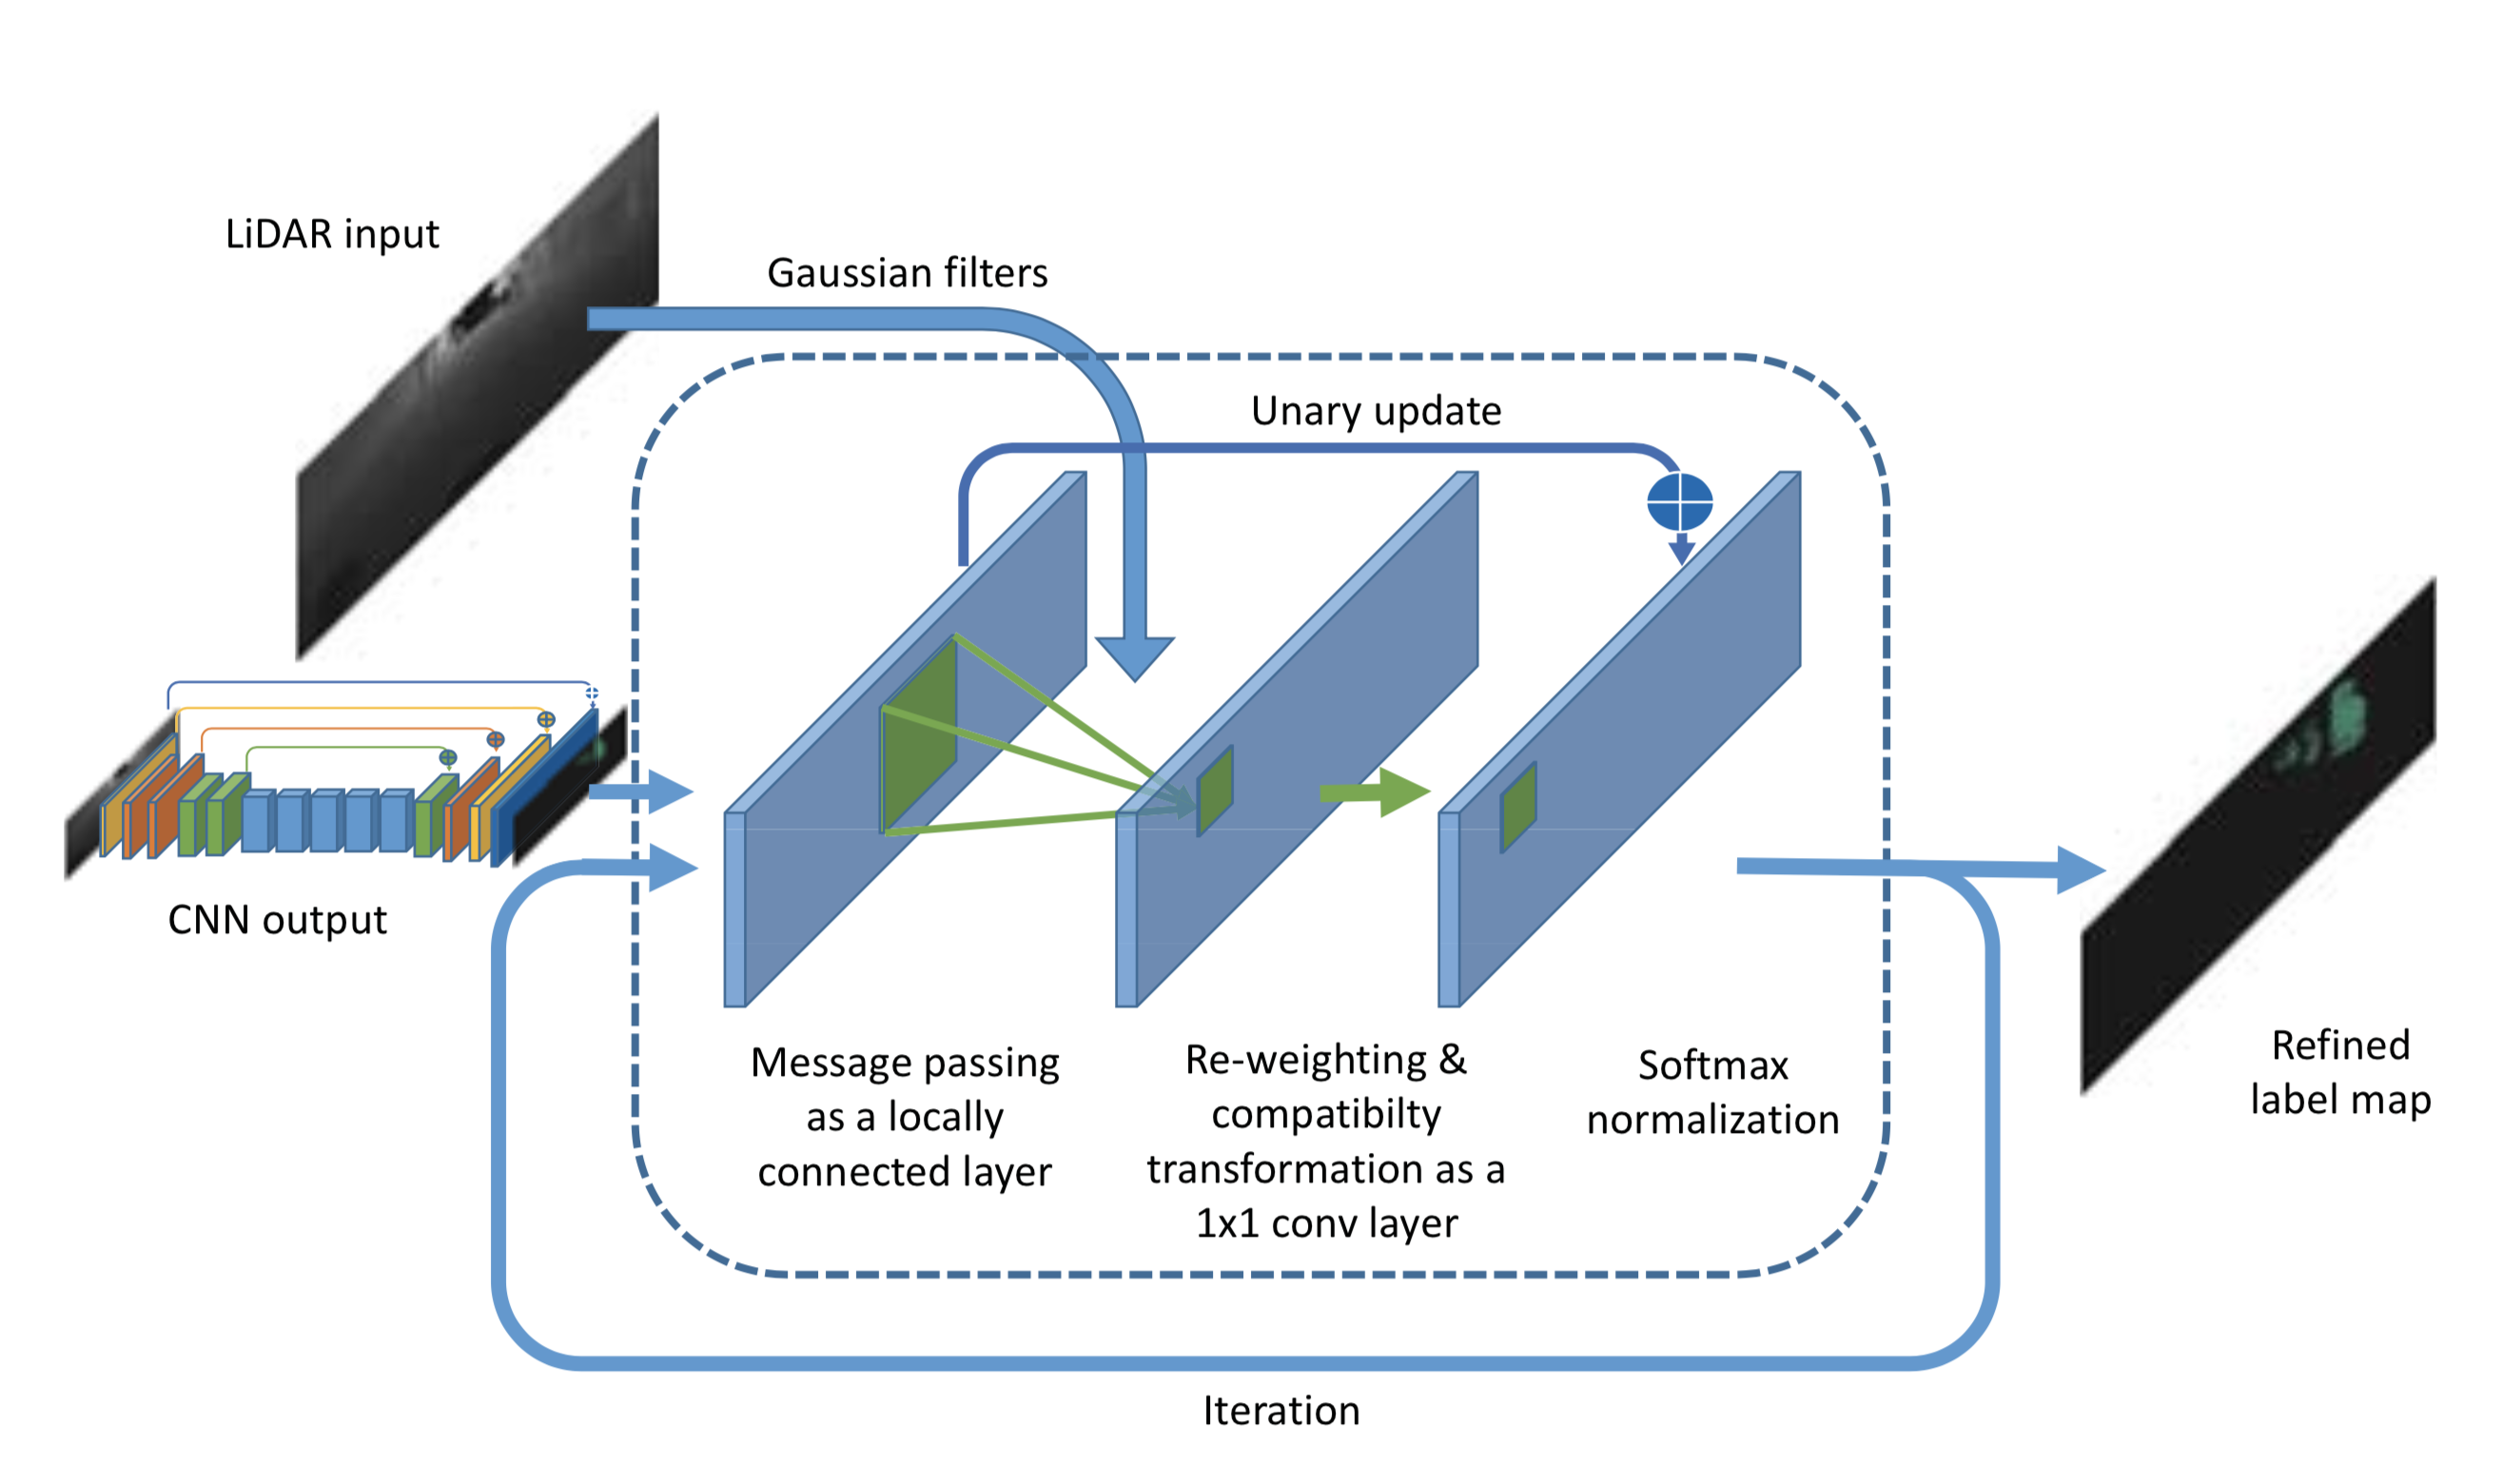 LiDAR input
Gaussian filters
Unary update
CNN output
Message passing
as a locally
connected layer
Re-weighting &
compatibilty
transformation as a
1x1 conv layer
Softmax
normalization
Refined
label map
Iteration